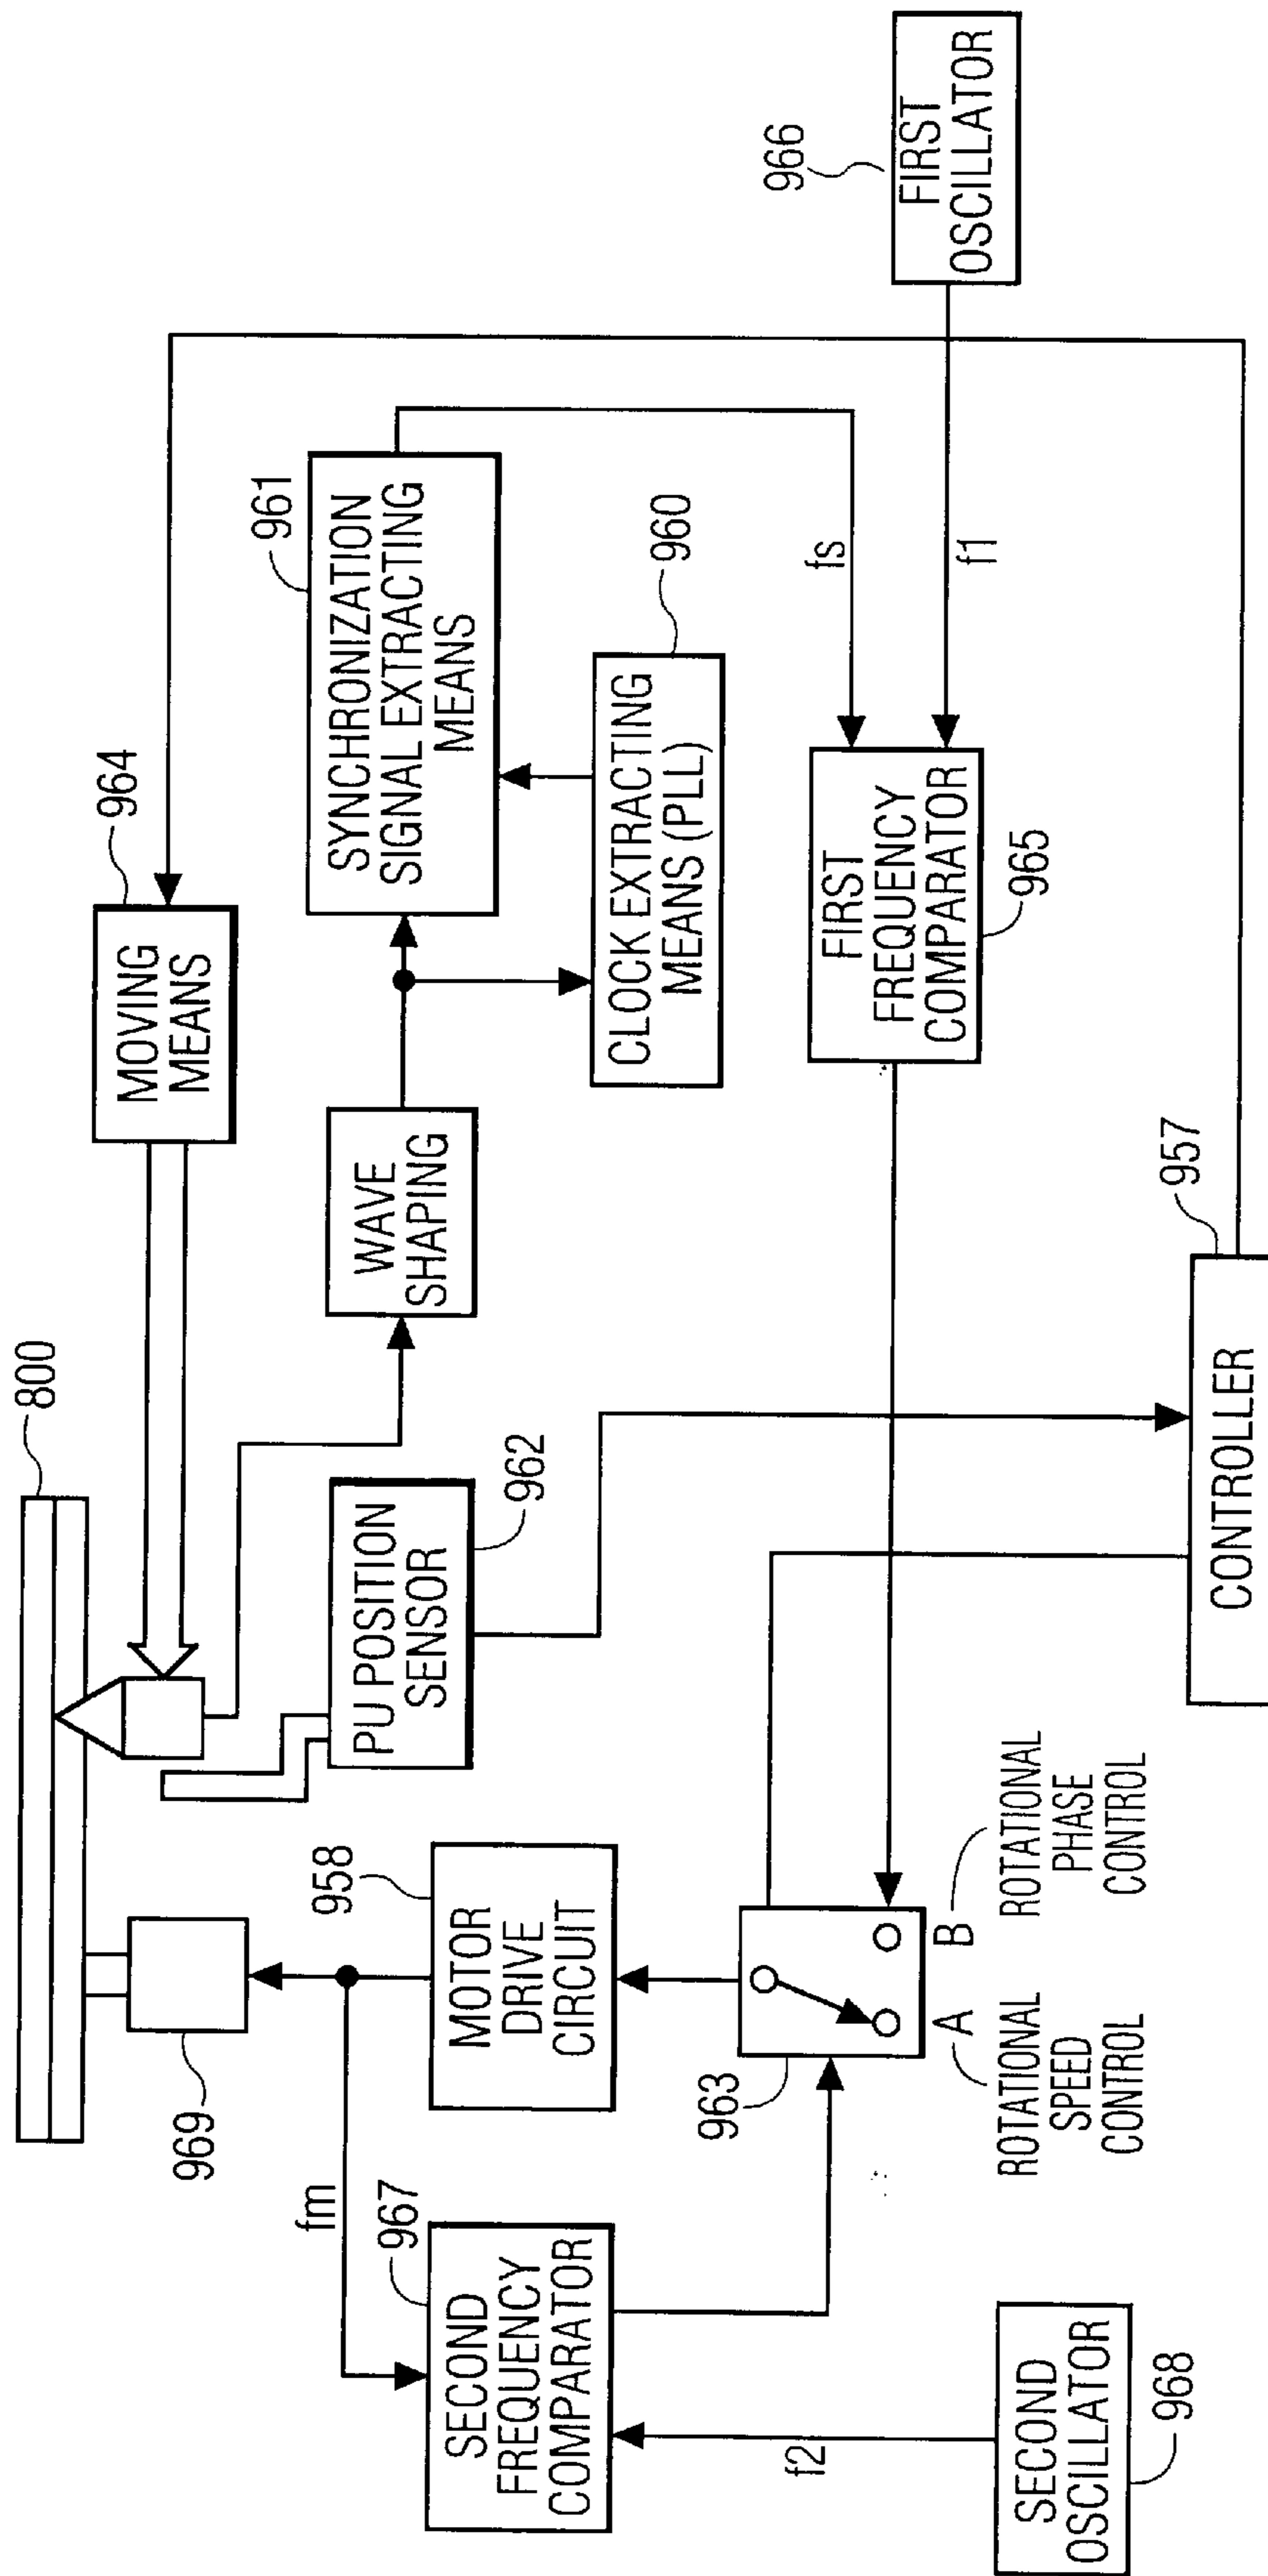 800
964
MOVING
MEANS
969
fm
958
MOTOR
DRIVE
CIRCUIT
967
SECOND
FREQUENCY
COMPARATOR
PU POSITION
SENSOR
962
WAVE
SHAPING
961
SYNCHRONIZATION
SIGNAL EXTRACTING
MEANS
960
CLOCK EXTRACTING
MEANS (PLL)
966
FIRST
OSCILLATOR
fs
f1
FIRST
FREQUENCY
COMPARATOR
965
f2
963
A
B
ROTATIONAL
SPEED
CONTROL
ROTATIONAL
PHASE
CONTROL
SECOND
OSCILLATOR
968
957
CONTROLLER